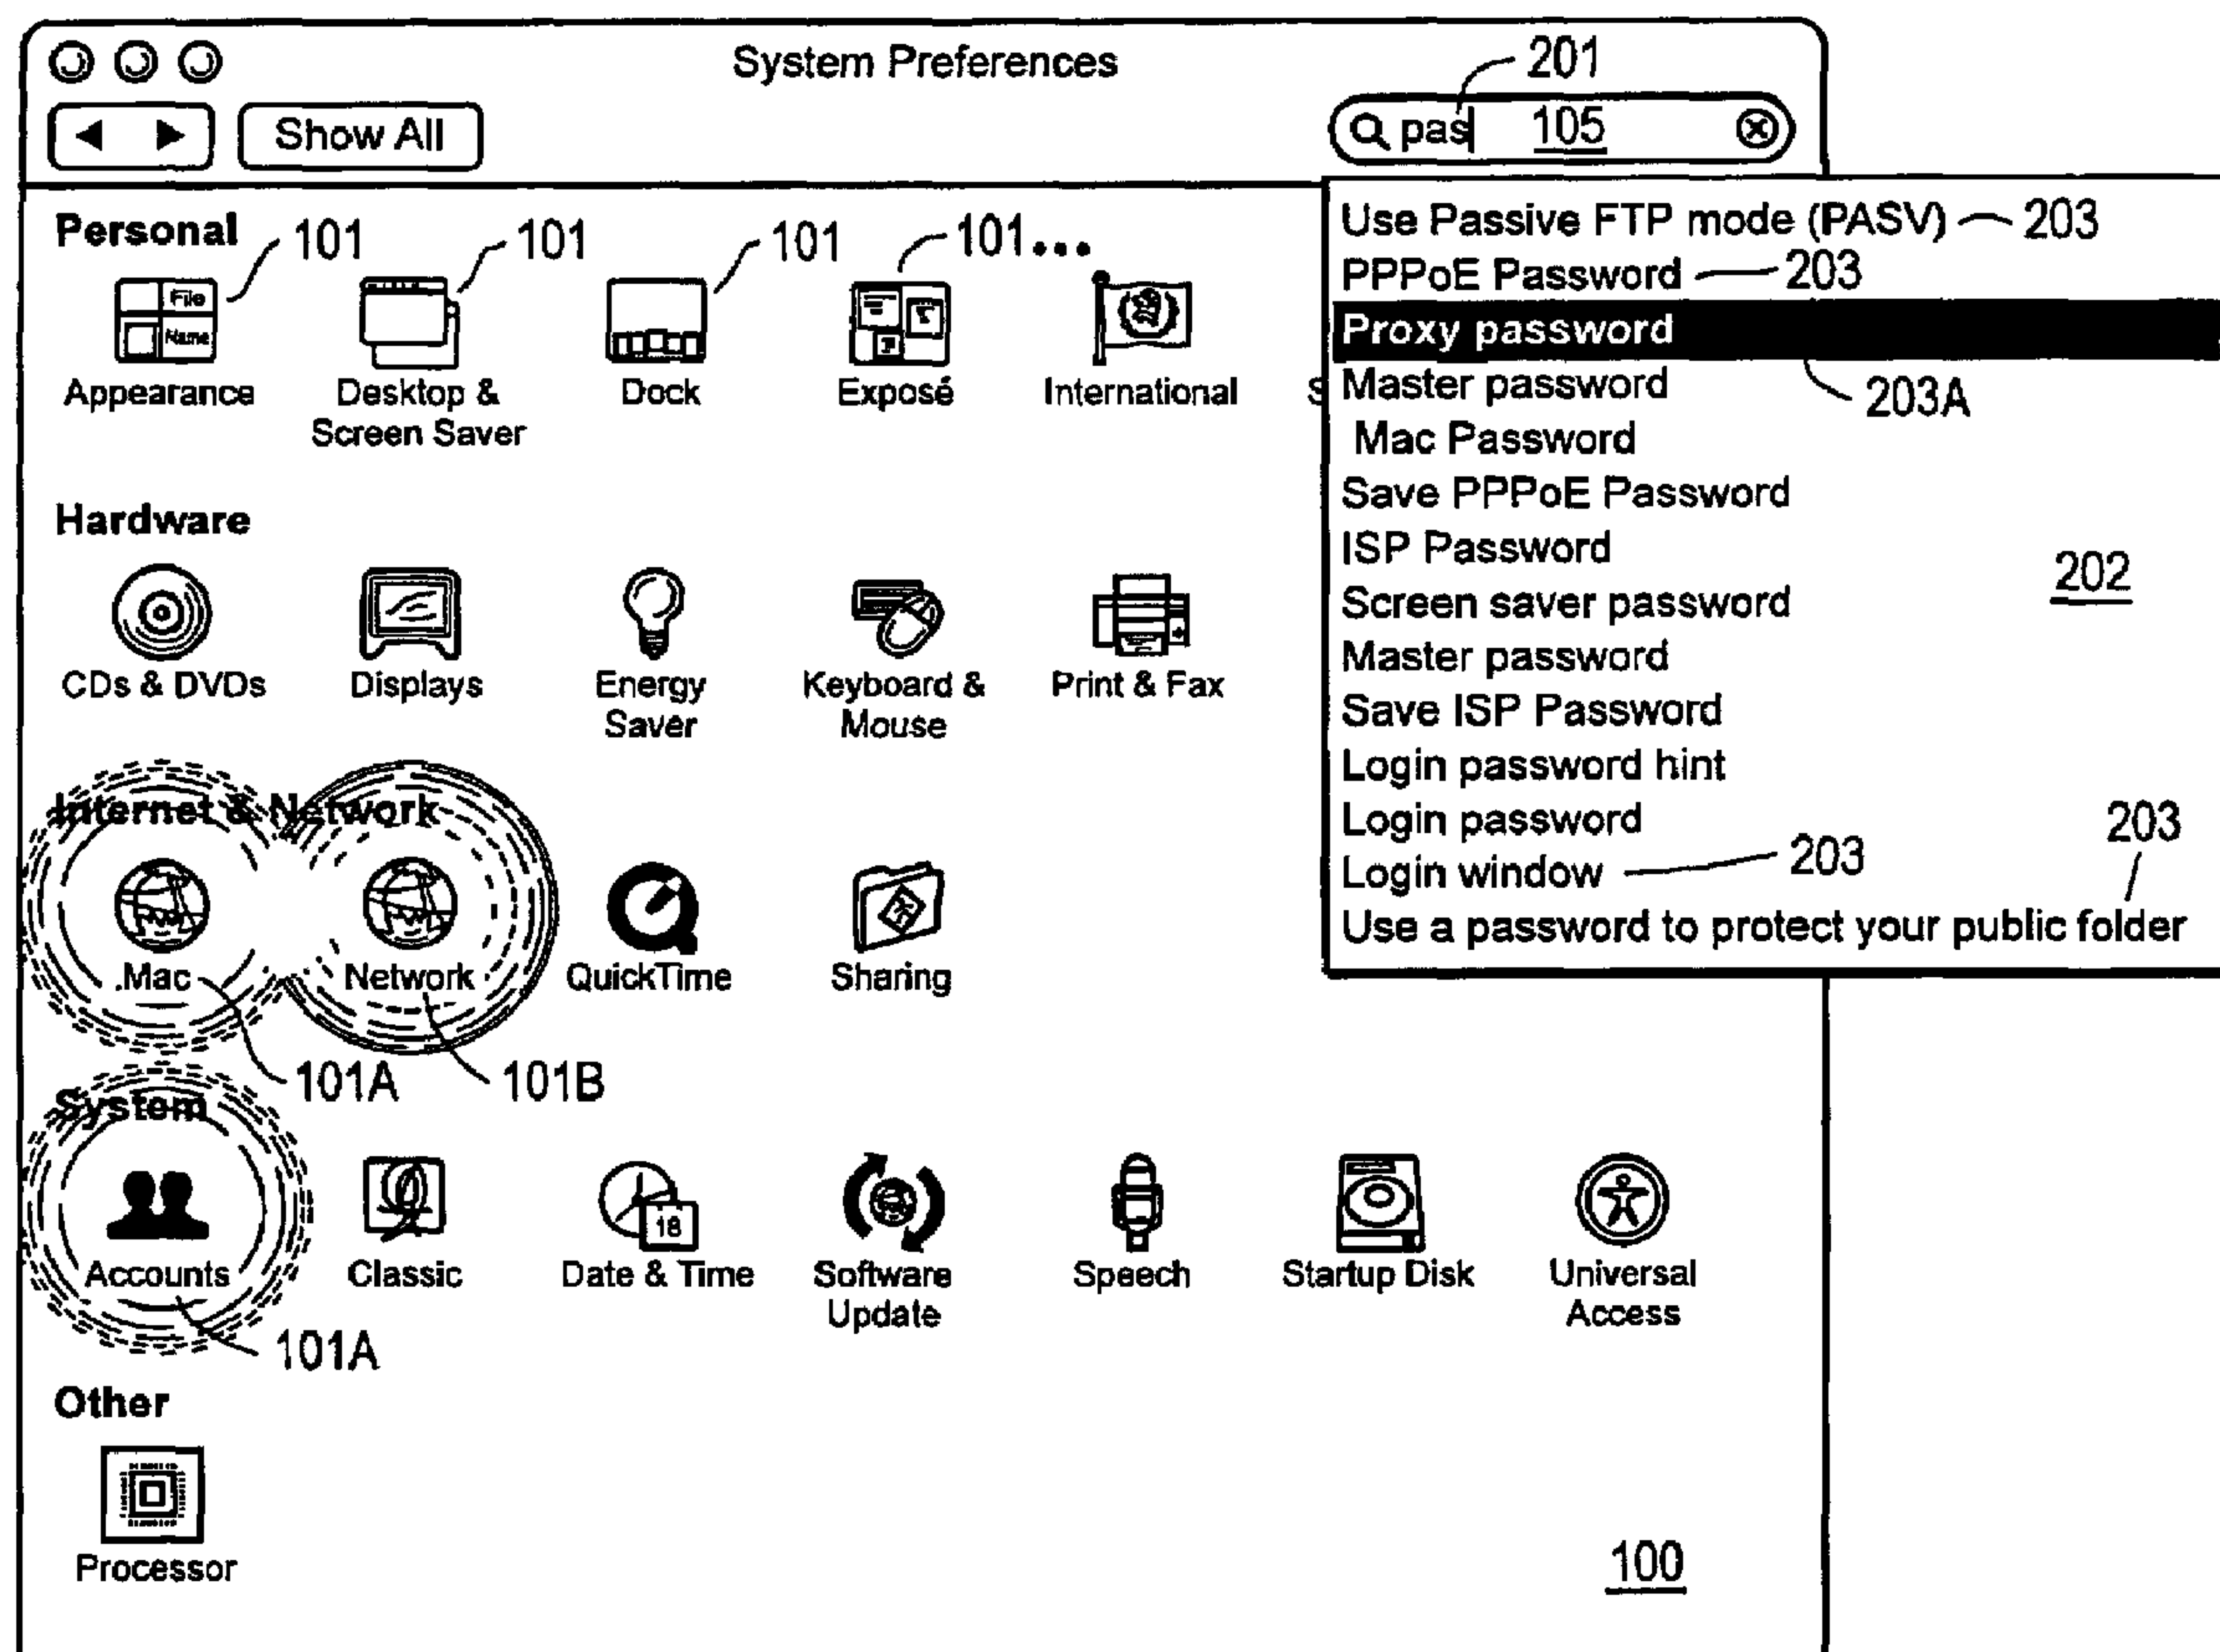 System Preferences
201
Show All
pas 105
Personal
101
101
101
101...
File
Name
Appearance
Desktop &
Screen Saver
Dock
Exposé
International
S
Use Passive FTP mode (PASV) 203
PPPoE Password 203
Proxy password
Master password
203A
Mac Password
Save PPPoE Password
ISP Password
202
Screen saver password
Master password
Save ISP Password
Login password hint
Login password
203
Login window 203
Use a password to protect your public folder
Hardware
CDs & DVDs
Displays
Energy
Saver
Keyboard &
Mouse
Print & Fax
Internet & Network
.Mac
Network
QuickTime
Sharing
101A
101B
System
18
Accounts
Classic
Date & Time
Software
Update
Speech
Startup Disk
Universal
Access
101A
Other
Processor
100